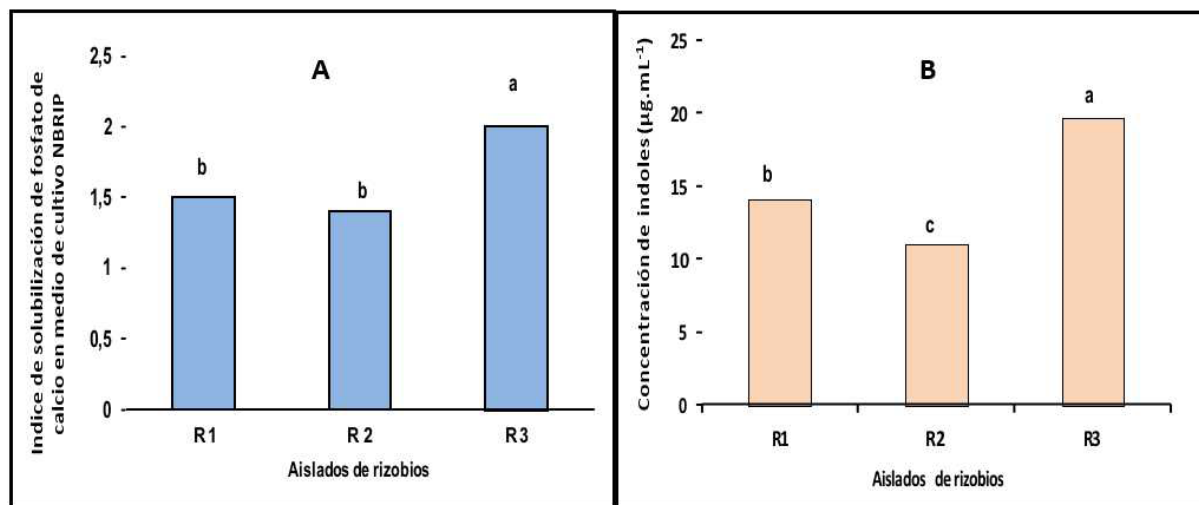 Indice de solubilización de fosfato de
calcio en medio de cultivo NBRIP
2,5
2
1,5
1
0,5
0
A
b
b
a
R 1
R 2
R 3
Aislados de rizobios
Concentración de indoles (µg.mL⁻¹)
25
20
15
10
5
0
B
b
c
a
R1
R2
R3
Aislados de rizobios